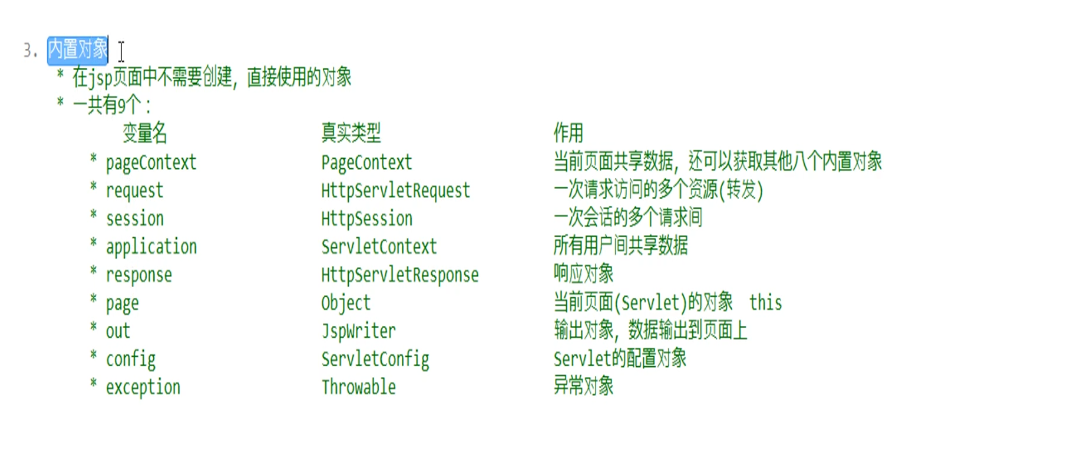 3. 内置对象
* 在jsp页面中不需要创建，直接使用的对象
* 一共有9个：
变量名 真实类型 作用
* pageContext PageContext 当前页面共享数据，还可以获取其他八个内置对象
* request HttpServletRequest 一次请求访问的多个资源(转发)
* session HttpSession 一次会话的多个请求间
* application ServletContext 所有用户间共享数据
* response HttpServletResponse 响应对象
* page Object 当前页面(Servlet)的对象 this
* out JspWriter 输出对象，数据输出到页面上
* config ServletConfig Servlet的配置对象
* exception Throwable 异常对象